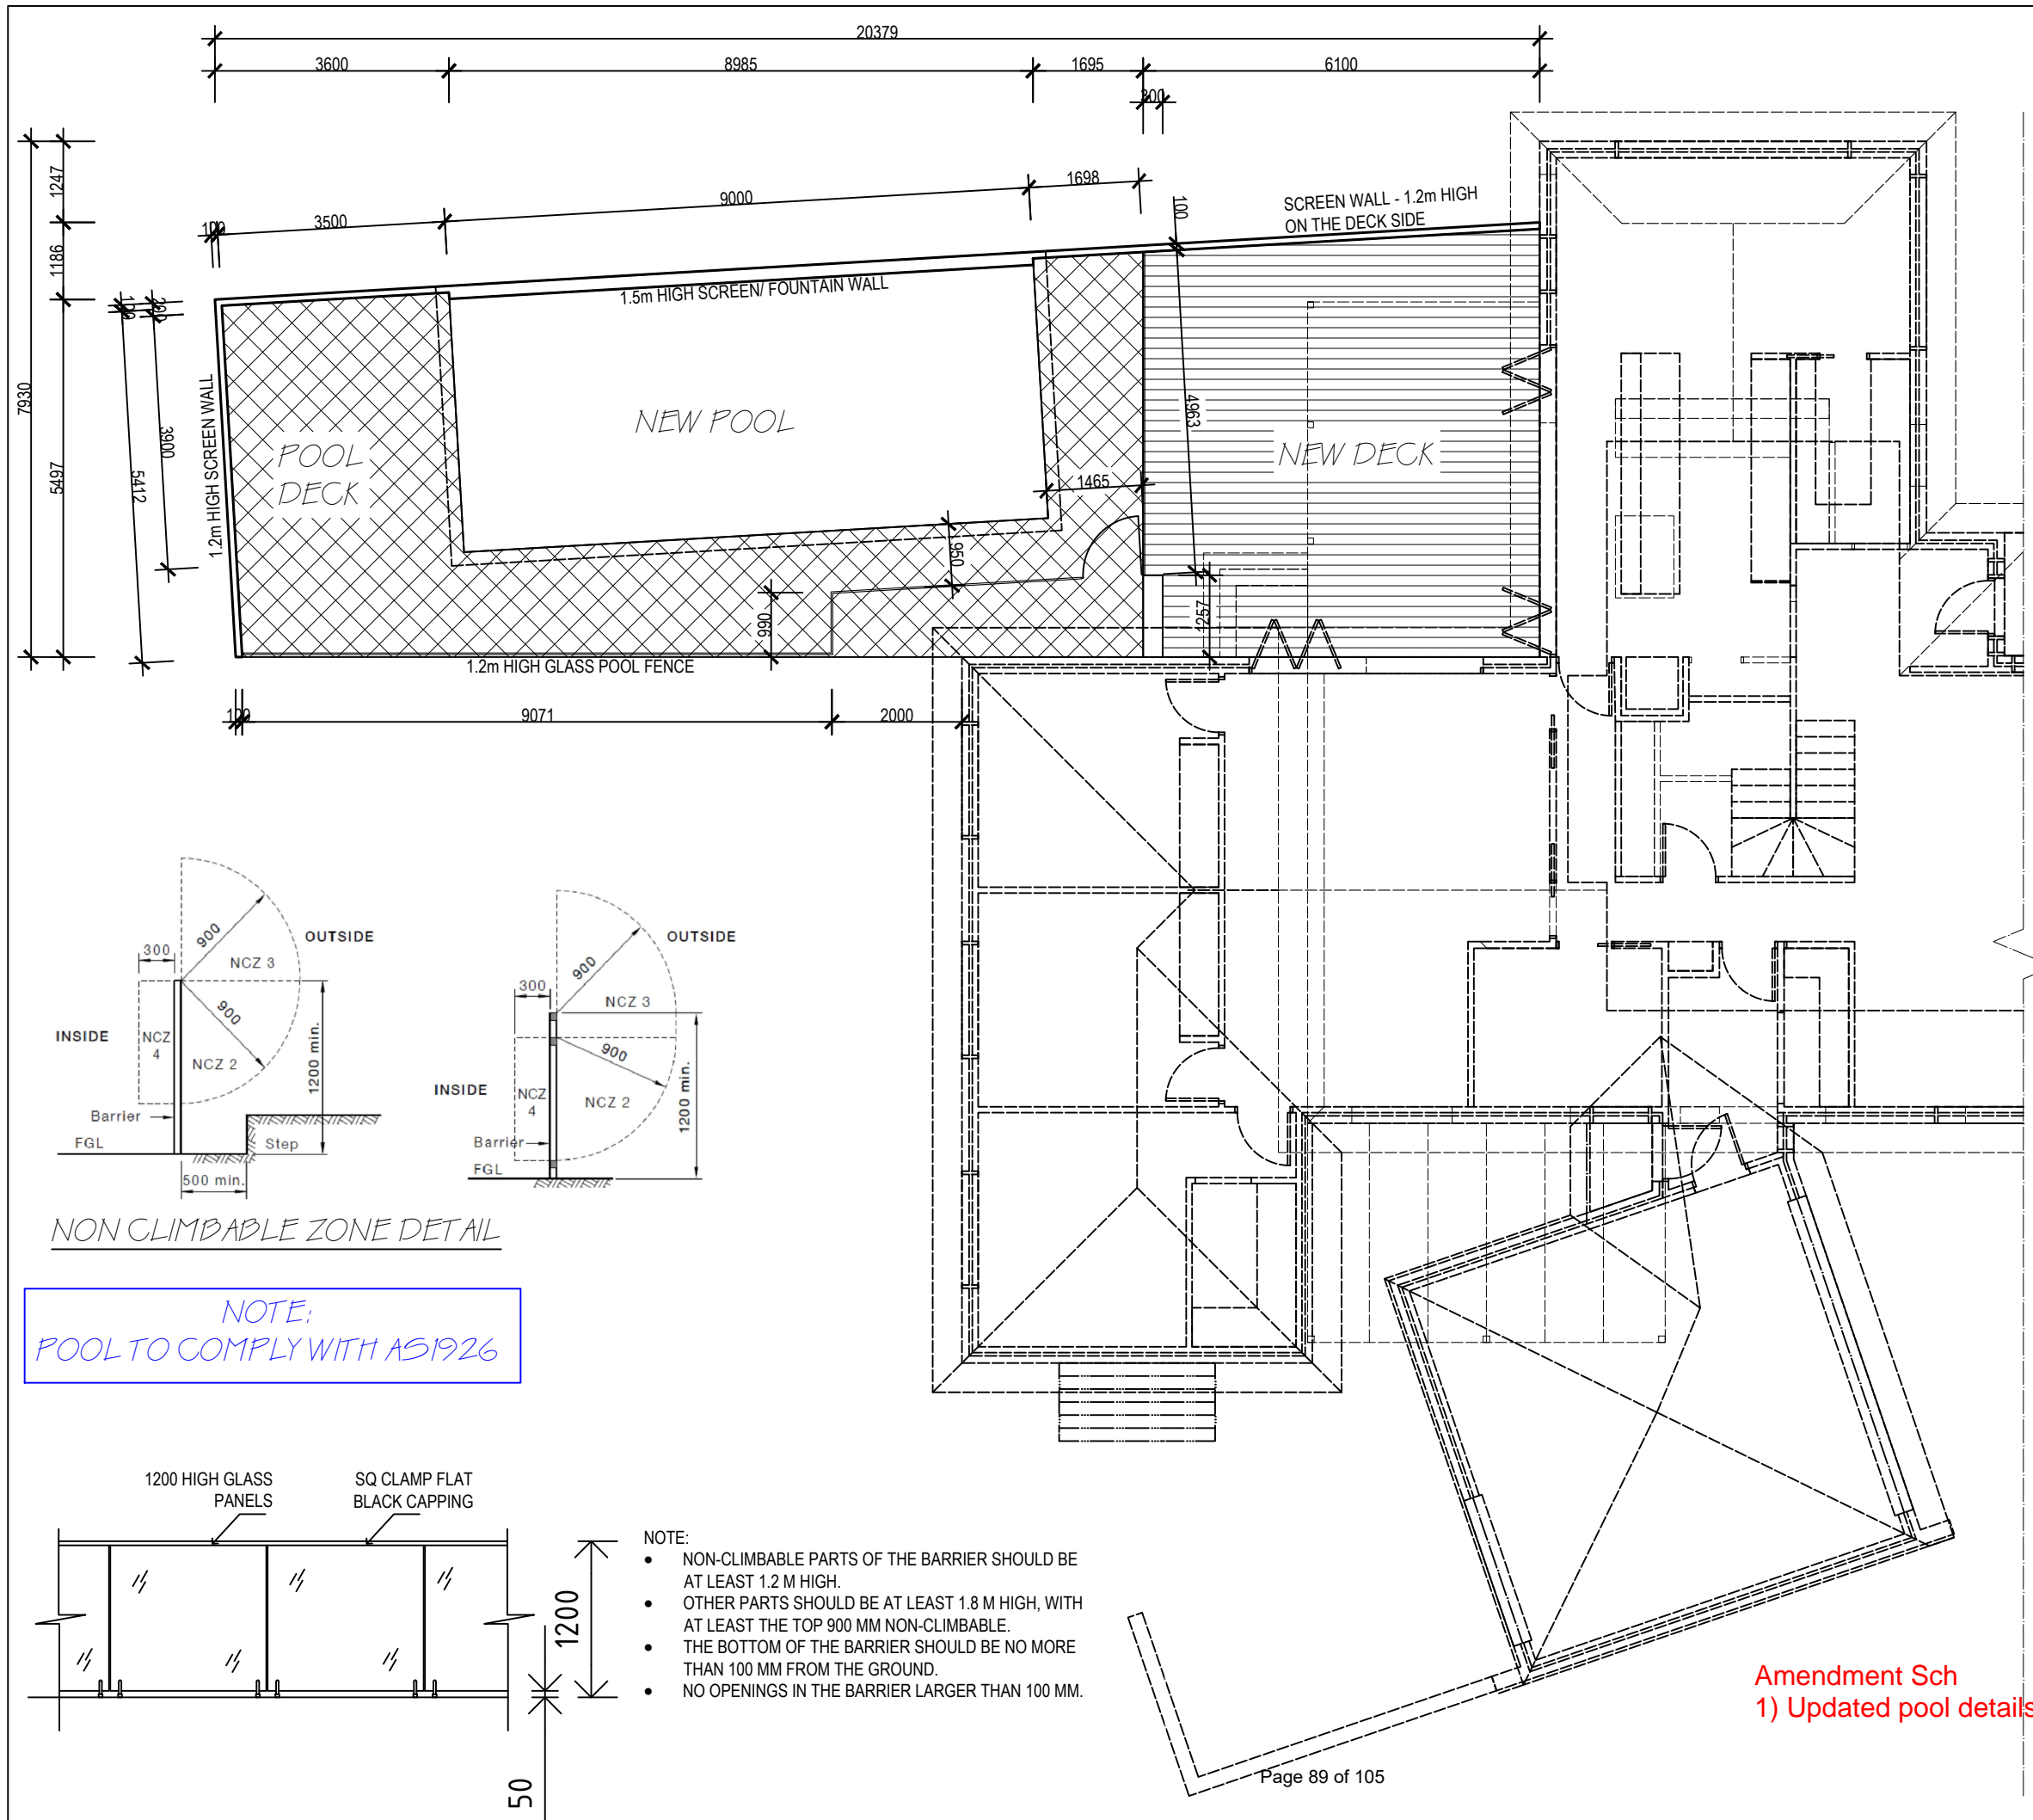 20379
3600
8985
1695
6100
300
7930
1247
1186
5497
100
3500
9000
1698
100
SCREEN WALL - 1.2m HIGH
ON THE DECK SIDE
1.5m HIGH SCREEN/ FOUNTAIN WALL
1.2m HIGH SCREEN WALL
3900
5412
POOL
DECK
NEW POOL
NEW DECK
4963
1465
950
990
1257
1.2m HIGH GLASS POOL FENCE
100
9071
2000
900
OUTSIDE
300
NCZ 3
900
INSIDE
NCZ
4
NCZ 2
1200 min.
Barrier
FGL
Step
500 min.
900
OUTSIDE
300
NCZ 3
900
INSIDE
NCZ
4
NCZ 2
1200 min.
Barrier
FGL
NON CLIMBABLE ZONE DETAIL
NOTE:
POOL TO COMPLY WITH AS1926
1200 HIGH GLASS
PANELS
SQ CLAMP FLAT
BLACK CAPPING
1200
50
NOTE:
• NON-CLIMBABLE PARTS OF THE BARRIER SHOULD BE
AT LEAST 1.2 M HIGH.
• OTHER PARTS SHOULD BE AT LEAST 1.8 M HIGH, WITH
AT LEAST THE TOP 900 MM NON-CLIMBABLE.
• THE BOTTOM OF THE BARRIER SHOULD BE NO MORE
THAN 100 MM FROM THE GROUND.
• NO OPENINGS IN THE BARRIER LARGER THAN 100 MM.
Amendment Sch
1) Updated pool details
Page 89 of 105